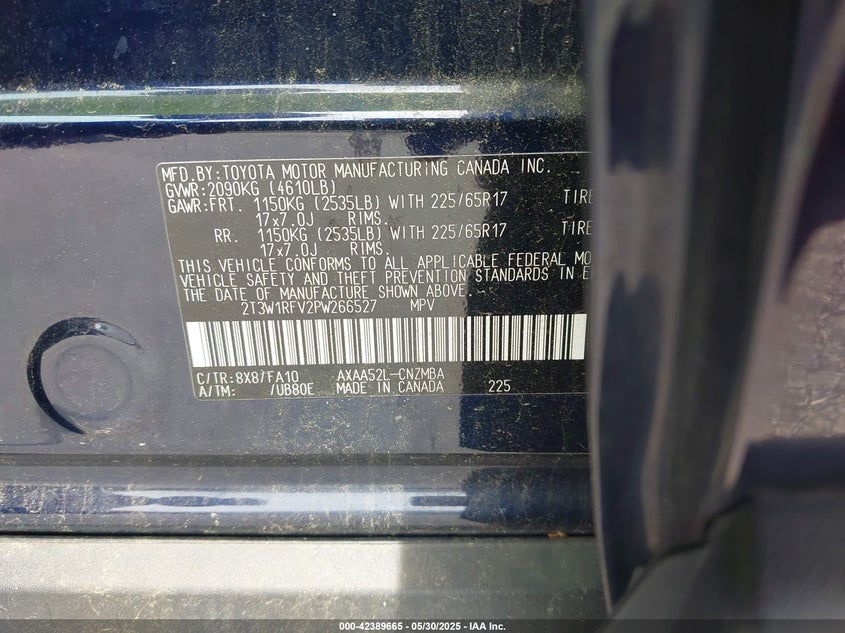 MFD.BY:TOYOTA MOTOR MANUFACTURING CANADA INC.
GVWR:2090KG (4610LB)
GAWR:FRT. 1150KG (2535LB) WITH 225/65R17 TIRE
17x7.0J RIMS.
RR. 1150KG (2535LB) WITH 225/65R17 TIRE
17x7.0J RIMS.
THIS VEHICLE CONFORMS TO ALL APPLICABLE FEDERAL MO
VEHICLE SAFETY AND THEFT PREVENTION STANDARDS IN E
THE DATE OF MANUFACTURE SHOWN ABOVE.
2T3W1RFV2PW266527 MPV
C/TR:8X8/FA10 AXAA52L-CNZMBA
A/TM: /UB80E MADE IN CANADA 225
000-42389665 - 05/30/2025 - IAA Inc.